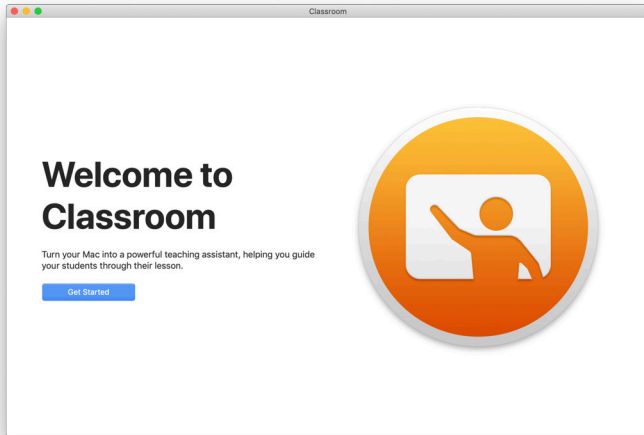 Classroom
Welcome to
Classroom
Turn your Mac into a powerful teaching assistant, helping you guide
your students through their lesson.
Get Started